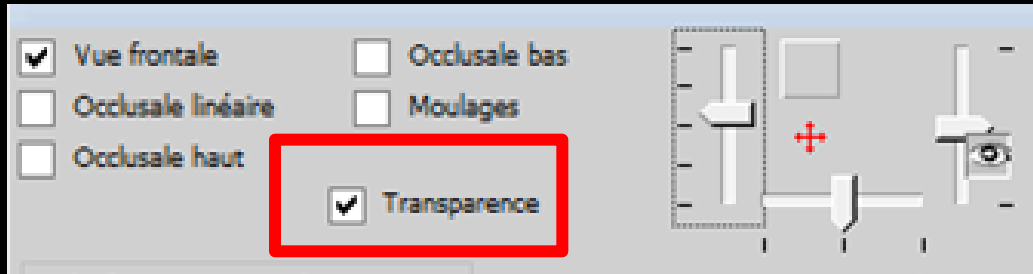 Vue frontale
Occlusale bas
Occlusale linéaire
Moulages
Occlusale haut
Transparence